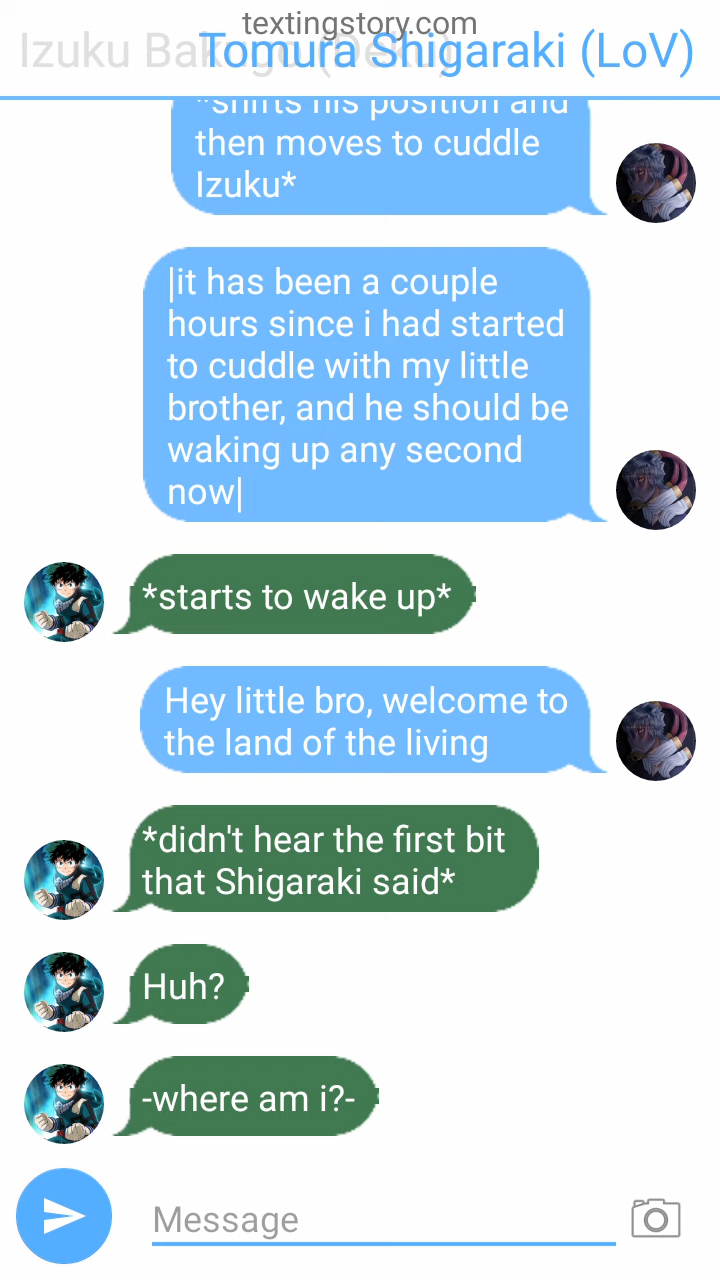 textingstory.com
Izuku Bakugo (Deku)
Tomura Shigaraki (LoV)
*shifts his position and
then moves to cuddle
Izuku*
|it has been a couple
hours since i had started
to cuddle with my little
brother, and he should be
waking up any second
now|
*starts to wake up*
Hey little bro, welcome to
the land of the living
*didn't hear the first bit
that Shigaraki said*
Huh?
-where am i?-
Message